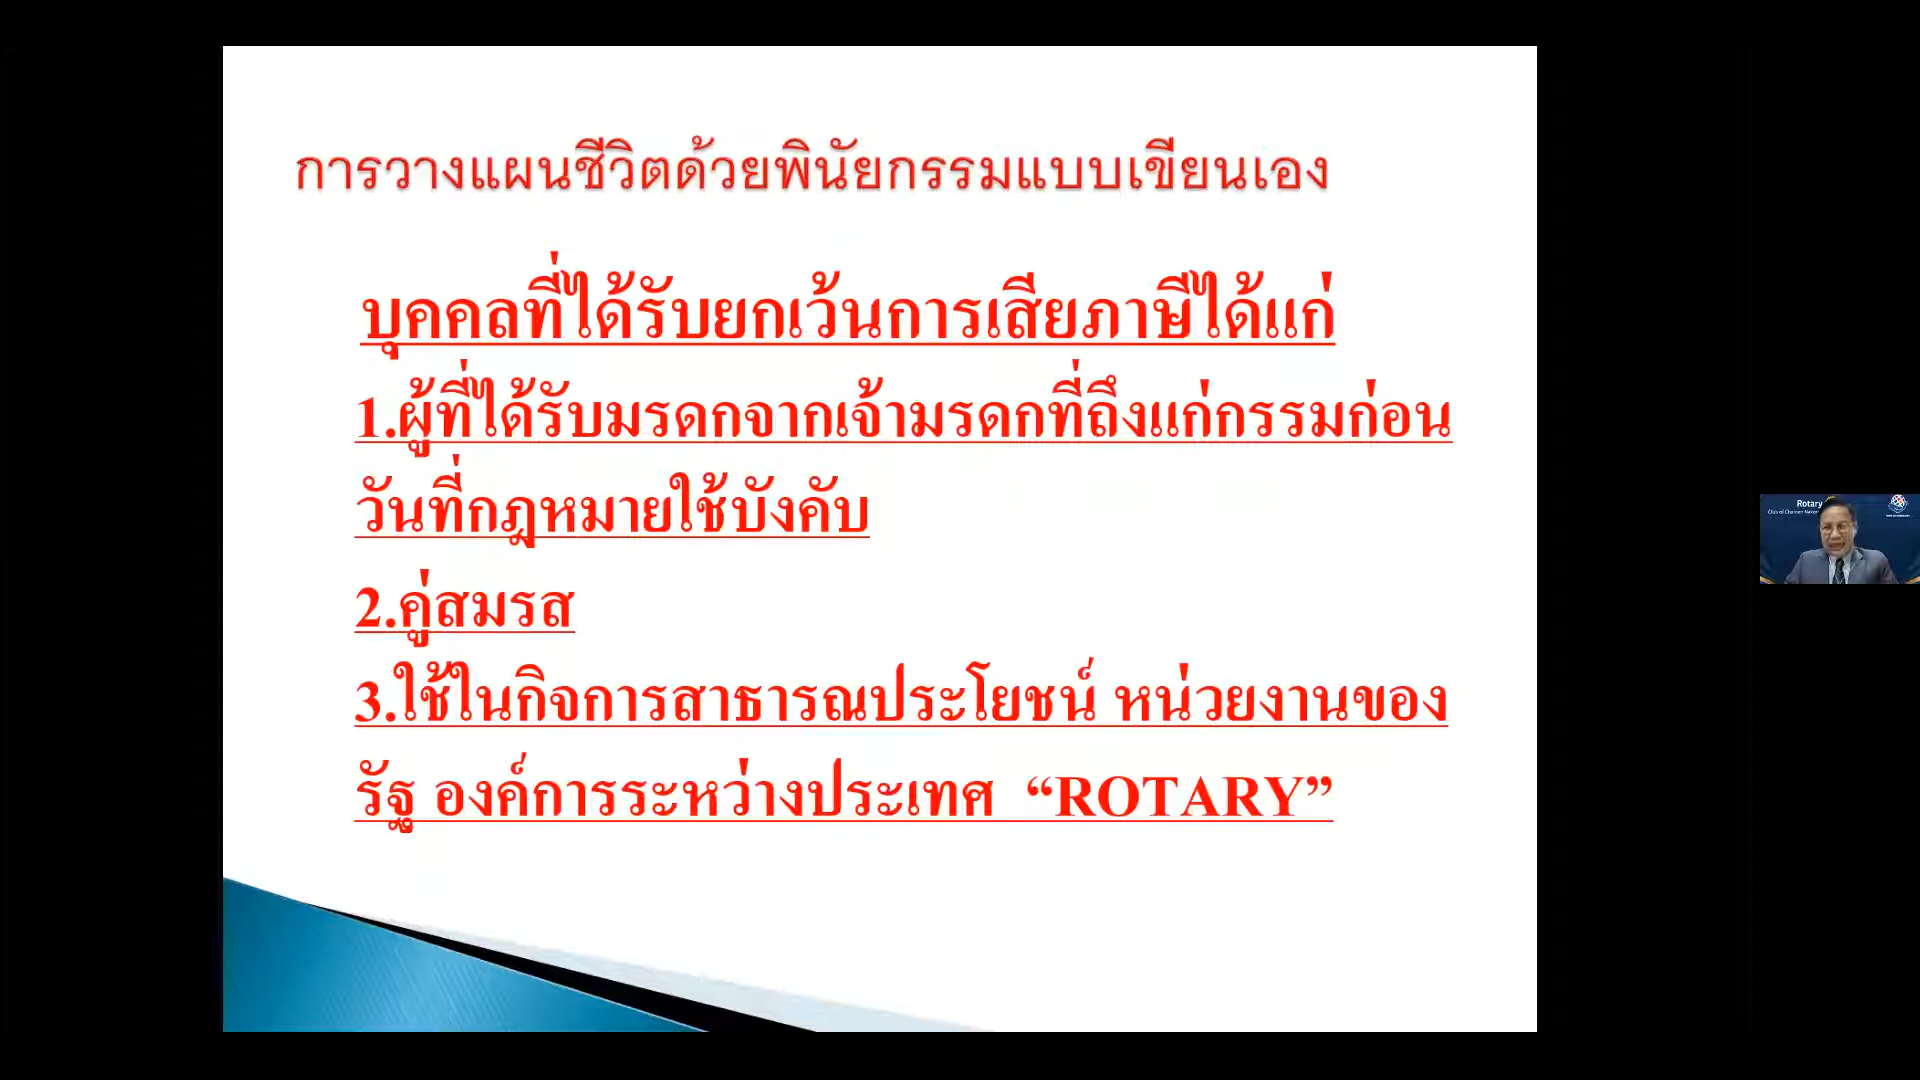 การวางแผนชีวิตด้วยพินัยกรรมแบบเขียนเอง
บุคคลที่ได้รับยกเว้นการเสียภาษีได้แก่
1.ผู้ที่ได้รับมรดกจากเจ้ามรดกที่ถึงแก่กรรมก่อน
วันที่กฎหมายใช้บังคับ
2.คู่สมรส
3.ใช้ในกิจการสาธารณประโยชน์ หน่วยงานของ
รัฐ องค์การระหว่างประเทศ “ROTARY”
Rotary
Club of Charoen Nakorn